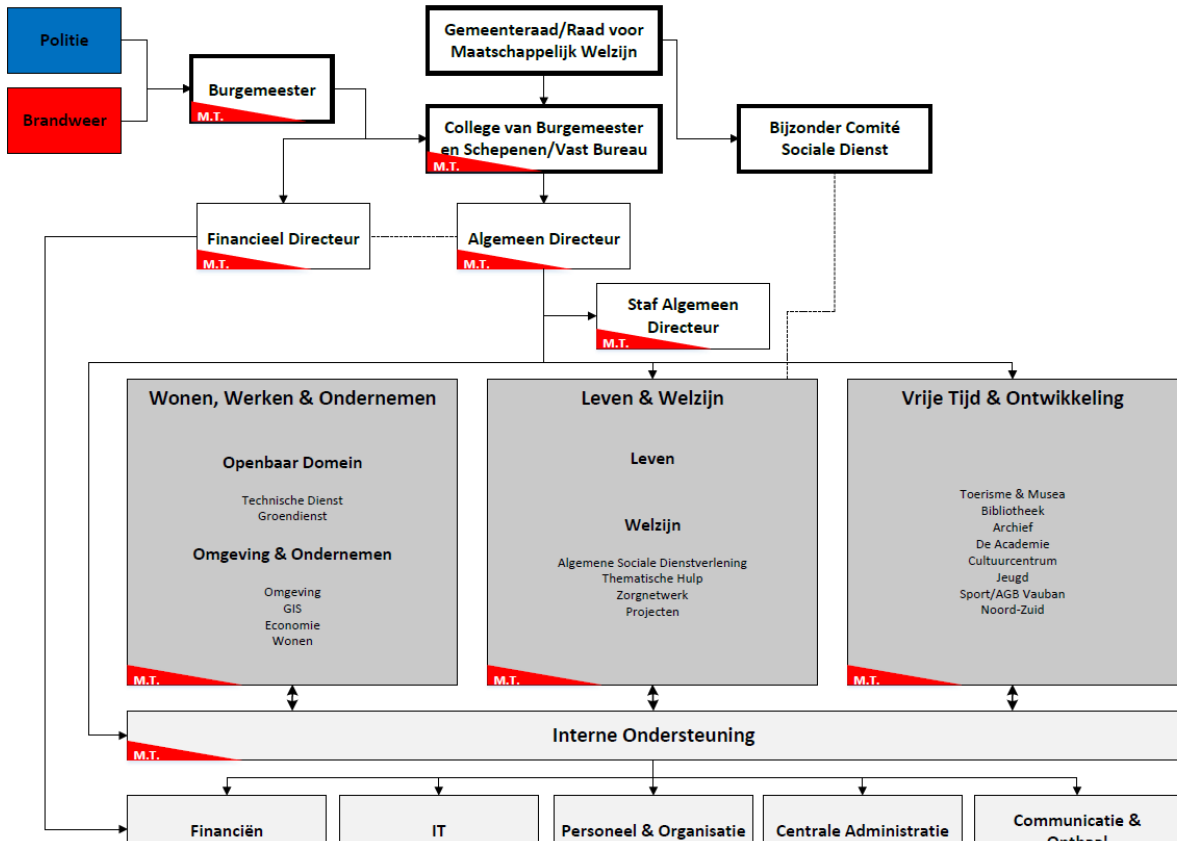 Politie
Gemeenteraad/Raad voor
Maatschappelijk Welzijn
Brandweer
Burgemeester
M.T.
College van Burgemeester
en Schepenen/Vast Bureau
M.T.
Bijzonder Comité
Sociale Dienst
Financieel Directeur
M.T.
Algemeen Directeur
M.T.
Staf Algemeen
Directeur
M.T.
Wonen, Werken & Ondernemen
Openbaar Domein
Technische Dienst
Groendienst
Omgeving & Ondernemen
Omgeving
GIS
Economie
Wonen
M.T.
Leven & Welzijn
Leven
Welzijn
Algemene Sociale Dienstverlening
Thematische Hulp
Zorgnetwerk
Projecten
M.T.
Vrije Tijd & Ontwikkeling
Toerisme & Musea
Bibliotheek
Archief
De Academie
Cultuurcentrum
Jeugd
Sport/AGB Vauban
Noord-Zuid
M.T.
Interne Ondersteuning
M.T.
Financiën
IT
Personeel & Organisatie
Centrale Administratie
Communicatie &